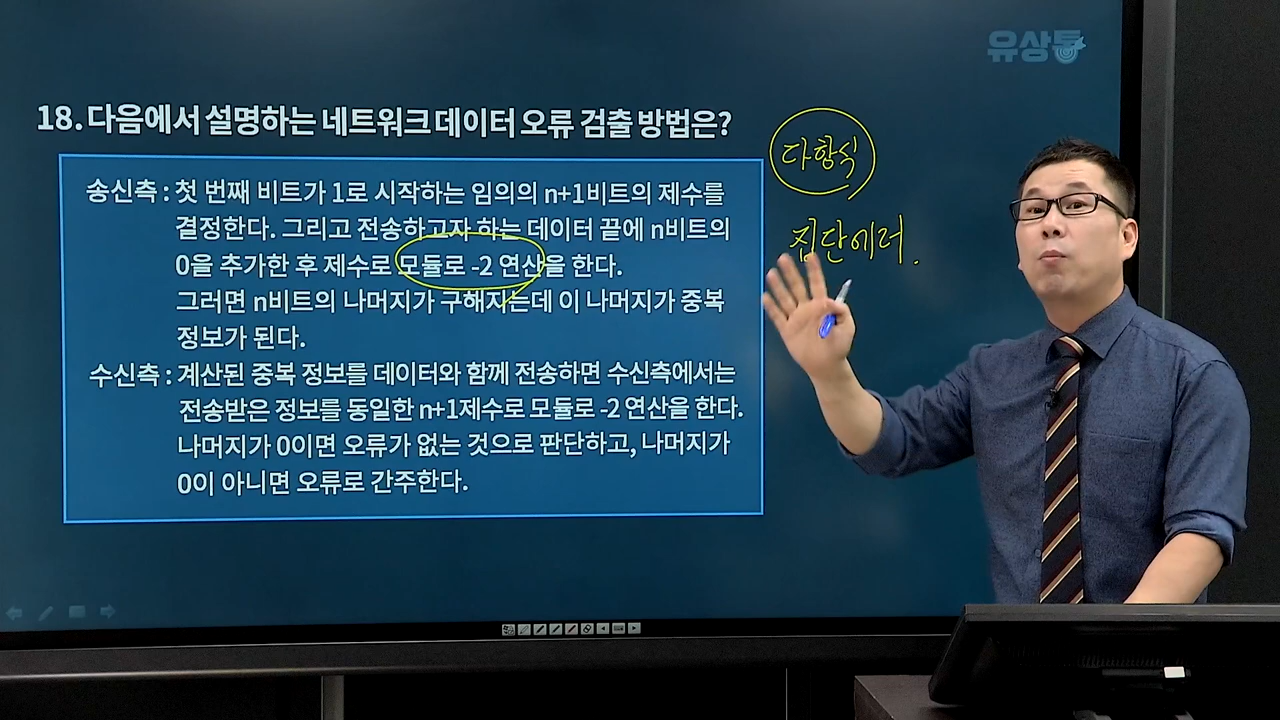 유상통
18. 다음에서 설명하는 네트워크 데이터 오류 검출 방법은?
송신측 : 첫 번째 비트가 1로 시작하는 임의의 n+1비트의 제수를
결정한다. 그리고 전송하고자 하는 데이터 끝에 n비트의
0을 추가한 후 제수로 모듈로 -2 연산을 한다.
그러면 n비트의 나머지가 구해지는데 이 나머지가 중복
정보가 된다.
수신측 : 계산된 중복 정보를 데이터와 함께 전송하면 수신측에서는
전송받은 정보를 동일한 n+1제수로 모듈로 -2 연산을 한다.
나머지가 0이면 오류가 없는 것으로 판단하고, 나머지가
0이 아니면 오류로 간주한다.
다항식
집단에러.